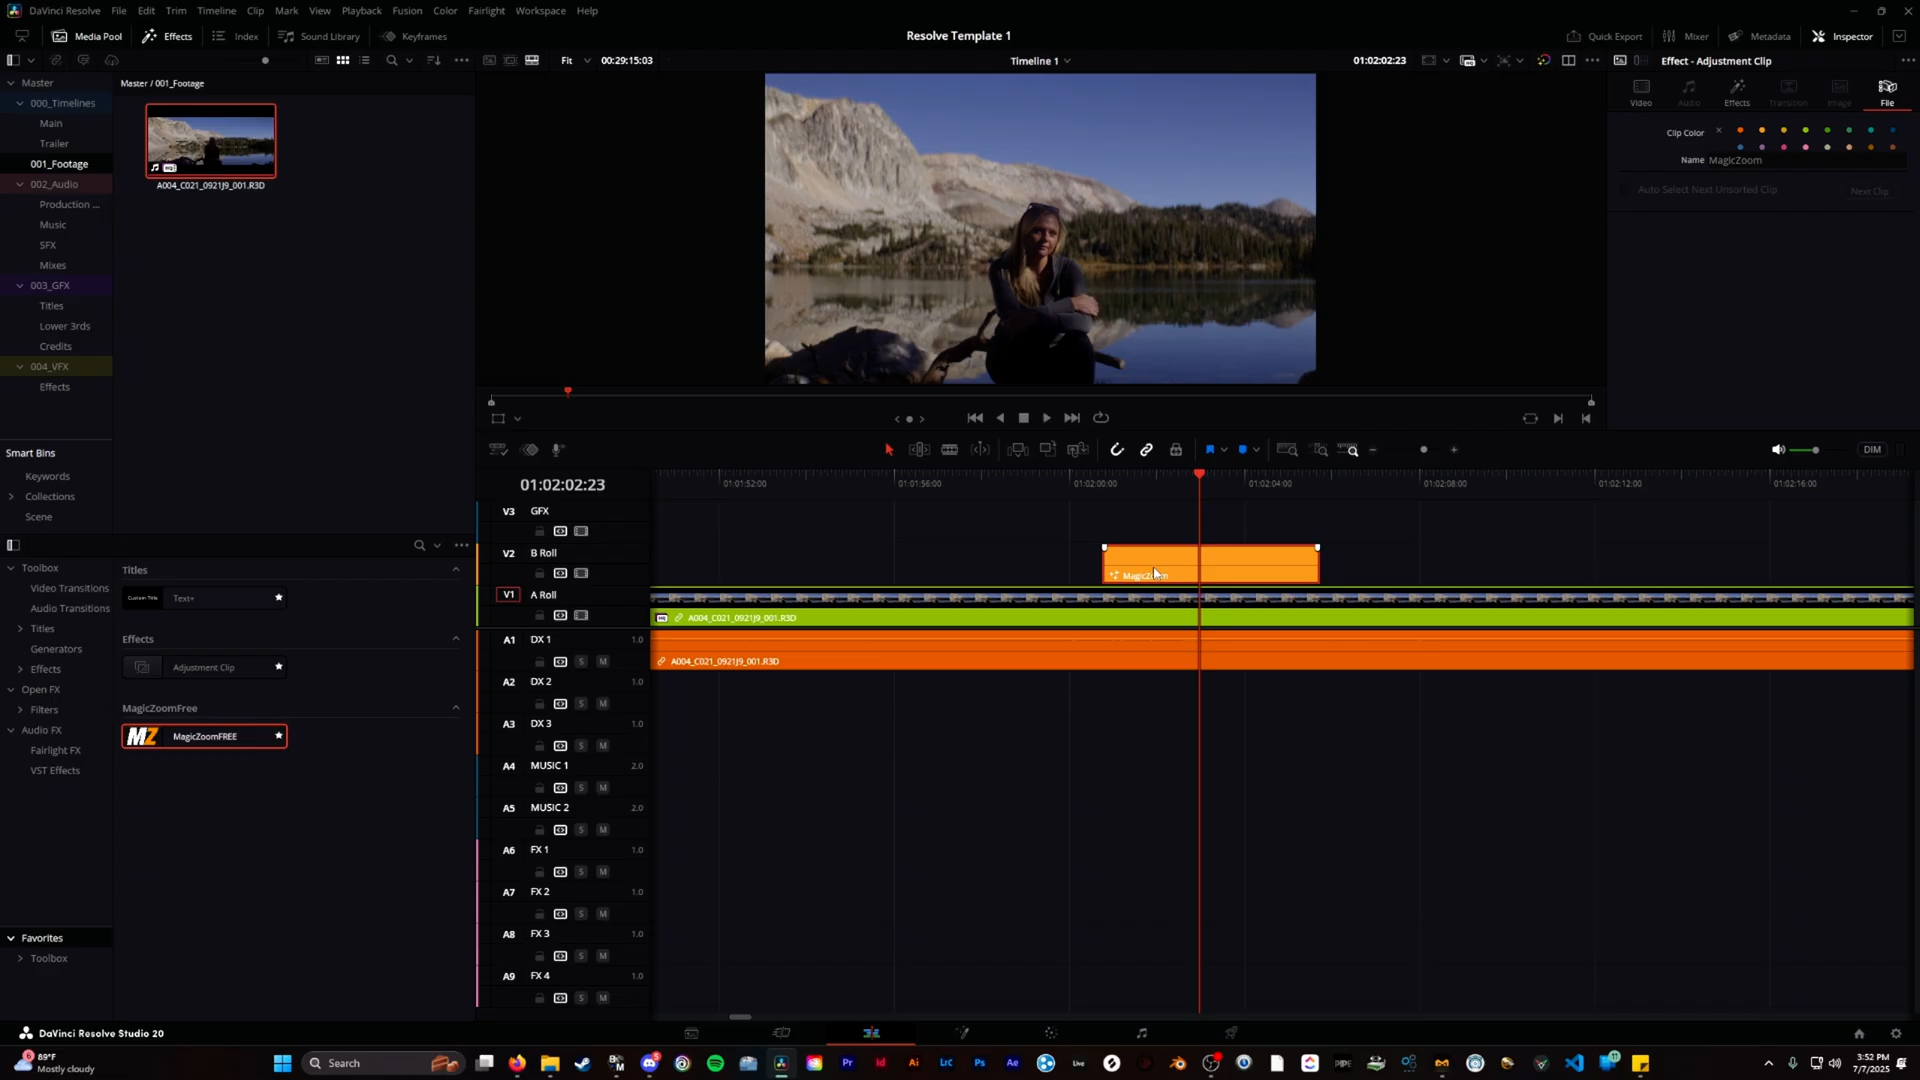 DaVinci Resolve File Edit Trim Timeline Clip Mark View Playback Fusion Color Fairlight Workspace Help
Media Pool Effects Index Sound Library Keyframes
Resolve Template 1
Quick Export Mixer Metadata Inspector
Fit 00:29:15:03
Timeline 1
01:02:02:23
Effect - Adjustment Clip
Master
000_Timelines
Main
Trailer
001_Footage
002_Audio
Production ...
Music
SFX
Mixes
003_GFX
Titles
Lower 3rds
Credits
004_VFX
Effects
Master / 001_Footage
A004_C021_0921J9_001.R3D
Video Audio Effects Transition Image File
Clip Color
Name MagicZoom
Auto Select Next Unsorted Clip Next Clip
Smart Bins
Keywords
Collections
Scene
Toolbox
Video Transitions
Audio Transitions
Titles
Generators
Effects
Open FX
Filters
Audio FX
Fairlight FX
VST Effects
Favorites
Toolbox
Titles
Custom Title Text+
Effects
Adjustment Clip
MagicZoomFree
MZ MagicZoomFREE
DIM
01:02:02:23
01:01:52:00 01:01:56:00 01:02:00:00 01:02:04:00 01:02:08:00 01:02:12:00 01:02:16:00
V3 GFX
V2 B Roll
MagicZoom
V1 A Roll
A004_C021_0921J9_001.R3D
A1 DX 1 1.0
S M
A004_C021_0921J9_001.R3D
A2 DX 2 1.0
S M
A3 DX 3 1.0
S M
A4 MUSIC 1 2.0
S M
A5 MUSIC 2 2.0
S M
A6 FX 1 1.0
S M
A7 FX 2 1.0
S M
A8 FX 3 1.0
S M
A9 FX 4 1.0
S M
DaVinci Resolve Studio 20
89°F
Mostly cloudy
Search
Pr Id Ai Lrc Ps Ae Live
3:52 PM
7/7/2025